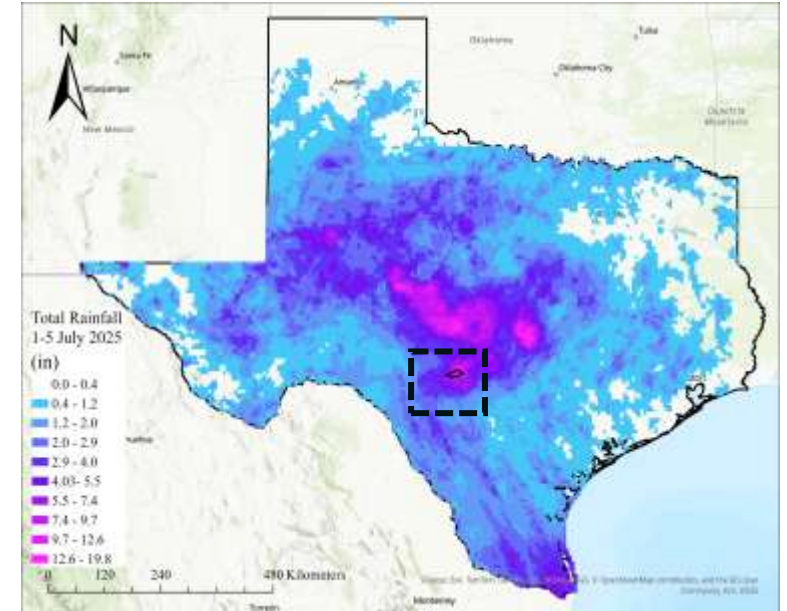 N
Santa Fe
Albuquerque
New Mexico
Oklahoma
Tulsa
Oklahoma City
Ouachita
Mountains
Total Rainfall
1-5 July 2025
(in)
0.0 - 0.4
0.4 - 1.2
1.2 - 2.0
2.0 - 2.9
2.9 - 4.0
4.03- 5.5
5.5 - 7.4
7.4 - 9.7
9.7 - 12.6
12.6 - 19.8
0 120 240 480 Kilometers
Torreón
Monterrey